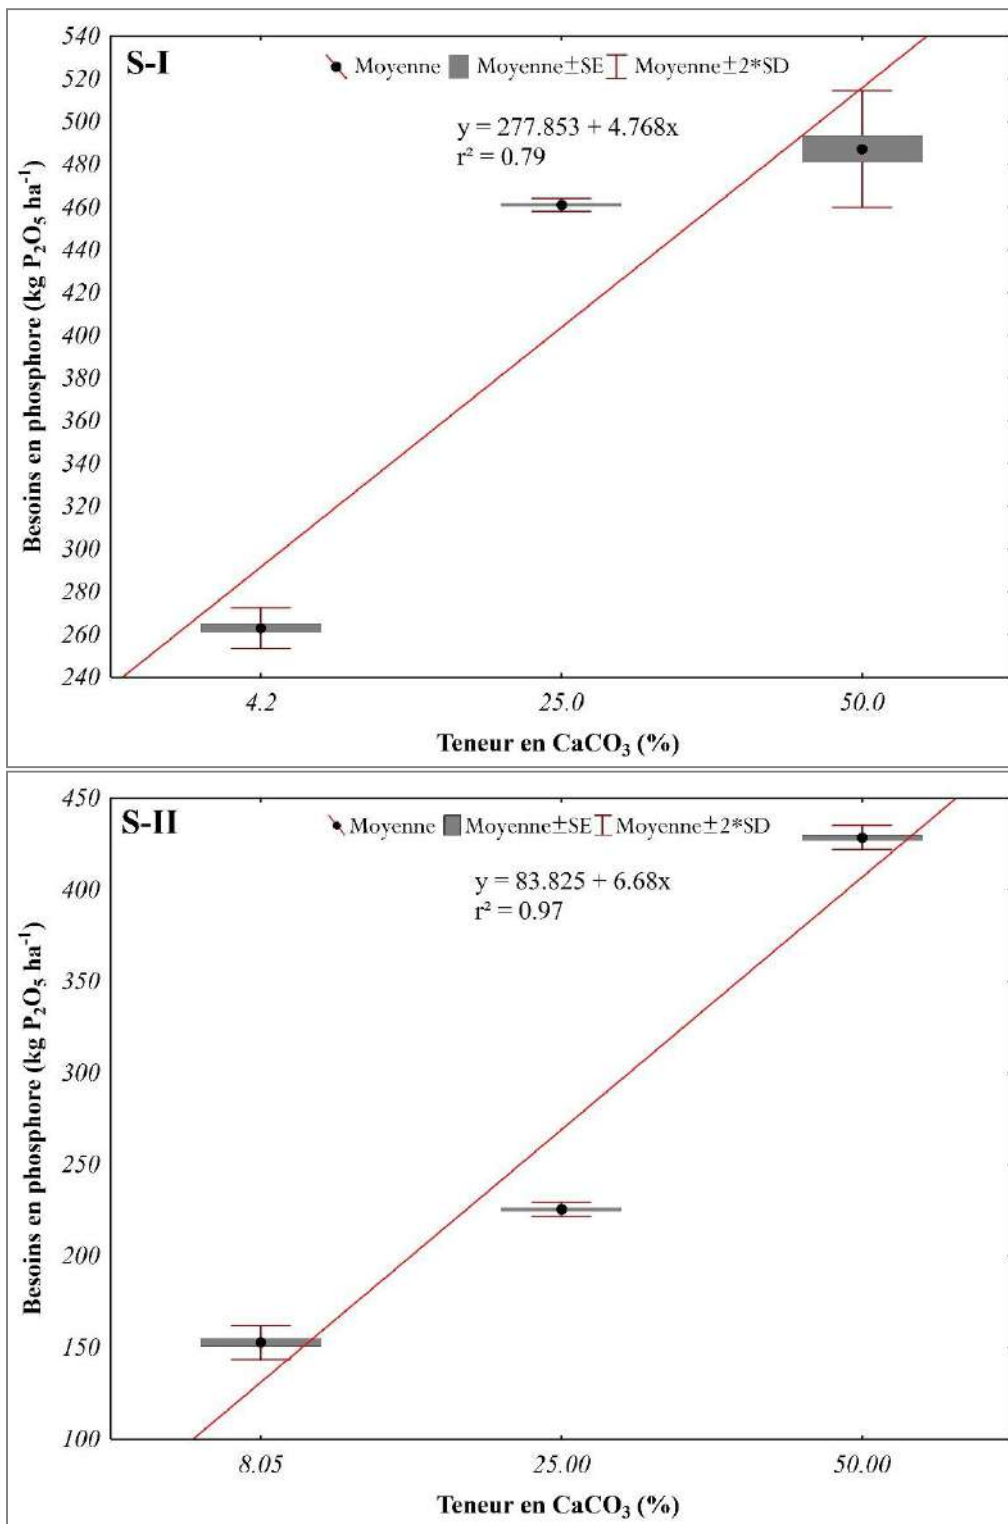 S-I
Moyenne Moyenne±SE Moyenne±2*SD
y = 277.853 + 4.768x
r² = 0.79
Besoins en phosphore (kg P₂O₅ ha⁻¹)
540
520
500
480
460
440
420
400
380
360
340
320
300
280
260
240
4.2 25.0 50.0
Teneur en CaCO₃ (%)
S-II
Moyenne Moyenne±SE Moyenne±2*SD
y = 83.825 + 6.68x
r² = 0.97
Besoins en phosphore (kg P₂O₅ ha⁻¹)
450
400
350
300
250
200
150
100
8.05 25.00 50.00
Teneur en CaCO₃ (%)